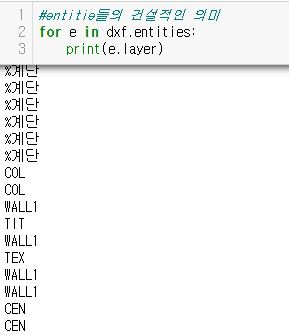 1 #entitie들의 건설적인 의미
2 for e in dxf.entities:
3 print(e.layer)
%계단
%계단
%계단
%계단
%계단
%계단
COL
COL
WALL1
TIT
WALL1
TEX
WALL1
WALL1
CEN
CEN